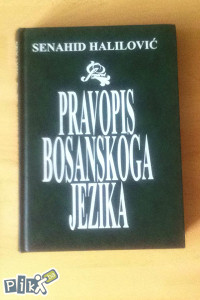 SENAHID HALILOVIĆ
PRAVOPIS
BOSANSKOGA
JEZIKA
pik